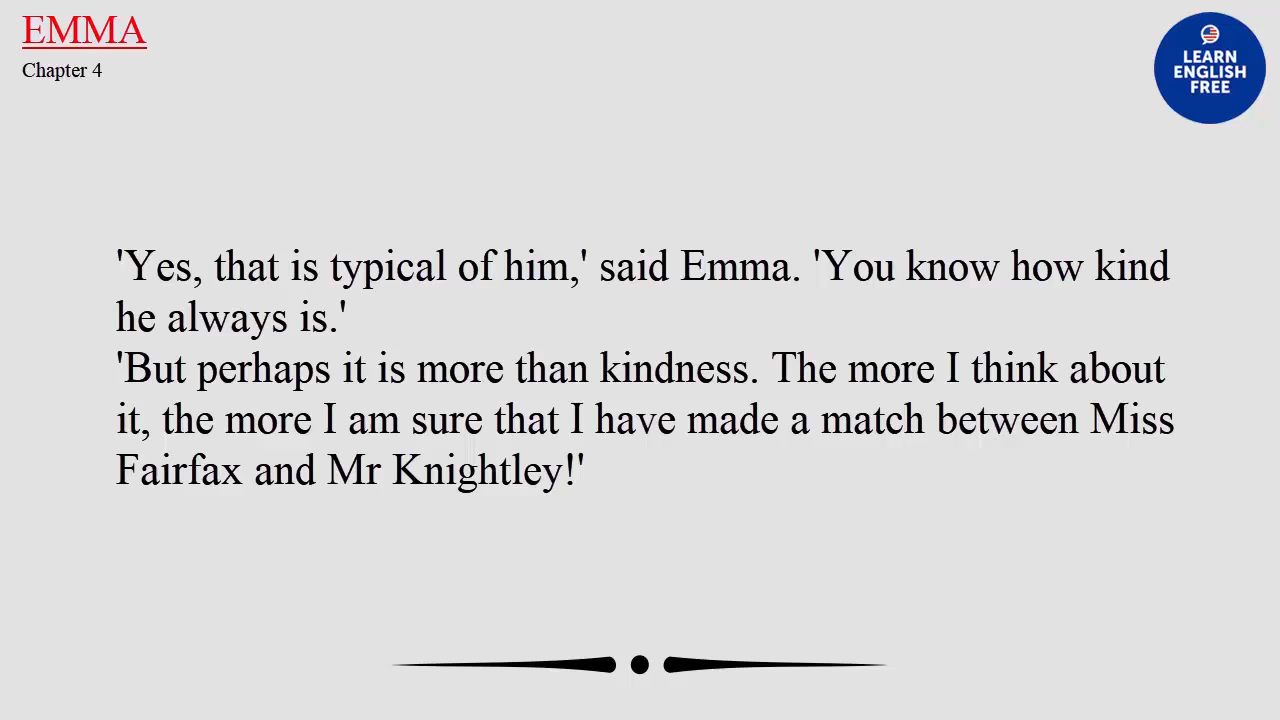 EMMA
Chapter 4
LEARN
ENGLISH
FREE
'Yes, that is typical of him,' said Emma. 'You know how kind
he always is.'
'But perhaps it is more than kindness. The more I think about
it, the more I am sure that I have made a match between Miss
Fairfax and Mr Knightley!'